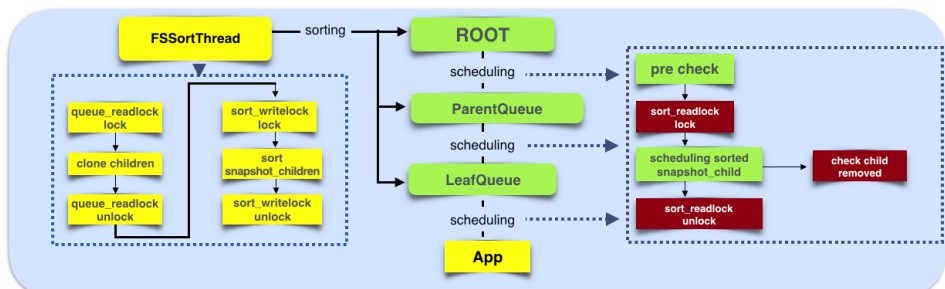 FSSortThread
sorting
queue_readlock
lock
clone children
queue_readlock
unlock
sort_writelock
lock
sort
snapshot_children
sort_writelock
unlock
ROOT
scheduling
ParentQueue
scheduling
LeafQueue
scheduling
App
pre check
sort_readlock
lock
scheduling sorted
snapshot_child
check child
removed
sort_readlock
unlock